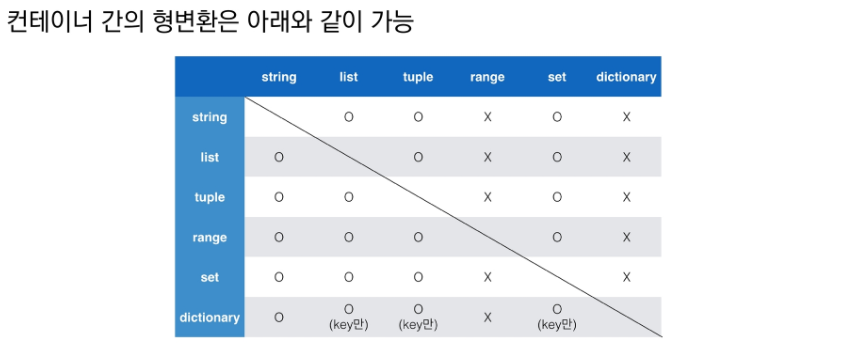 컨테이너 간의 형변환은 아래와 같이 가능
string list tuple range set dictionary
string O O X O X
list O O X O X
tuple O O X O X
range O O O O X
set O O O X X
dictionary O O (key만) O (key만) X O (key만)